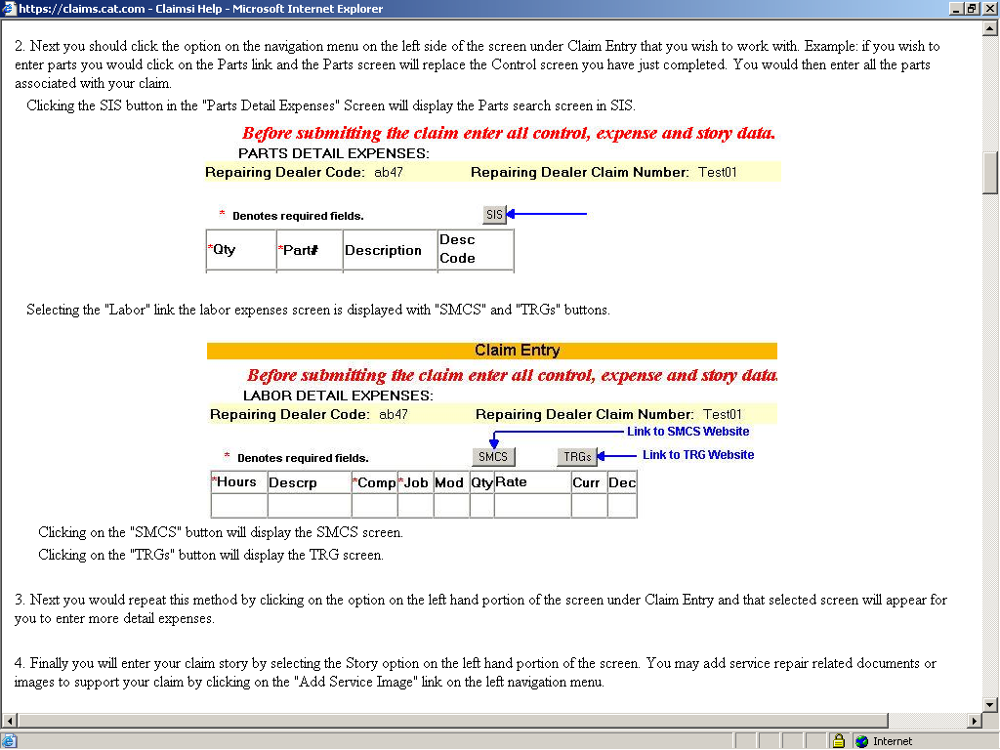 https://claims.cat.com - Claimsi Help - Microsoft Internet Explorer
2. Next you should click the option on the navigation menu on the left side of the screen under Claim Entry that you wish to work with. Example: if you wish to
enter parts you would click on the Parts link and the Parts screen will replace the Control screen you have just completed. You would then enter all the parts
associated with your claim.
Clicking the SIS button in the "Parts Detail Expenses" Screen will display the Parts search screen in SIS.
Before submitting the claim enter all control, expense and story data.
PARTS DETAIL EXPENSES:
Repairing Dealer Code: ab47 Repairing Dealer Claim Number: Test01
* Denotes required fields. SIS
*Qty *Part# Description Desc Code
Selecting the "Labor" link the labor expenses screen is displayed with "SMCS" and "TRGs" buttons.
Claim Entry
Before submitting the claim enter all control, expense and story data.
LABOR DETAIL EXPENSES:
Repairing Dealer Code: ab47 Repairing Dealer Claim Number: Test01
Link to SMCS Website
* Denotes required fields. SMCS TRGs Link to TRG Website
*Hours Descrp *Comp *Job Mod Qty Rate Curr Dec
Clicking on the "SMCS" button will display the SMCS screen.
Clicking on the "TRGs" button will display the TRG screen.
3. Next you would repeat this method by clicking on the option on the left hand portion of the screen under Claim Entry and that selected screen will appear for
you to enter more detail expenses.
4. Finally you will enter your claim story by selecting the Story option on the left hand portion of the screen. You may add service repair related documents or
images to support your claim by clicking on the "Add Service Image" link on the left navigation menu.
Internet